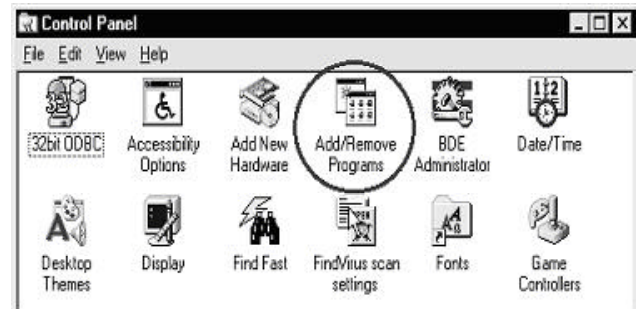 Control Panel
File Edit View Help
32bit ODBC
Accessibility Options
Add New Hardware
Add/Remove Programs
BDE Administrator
Date/Time
Desktop Themes
Display
Find Fast
FindVirus scan settings
Fonts
Game Controllers